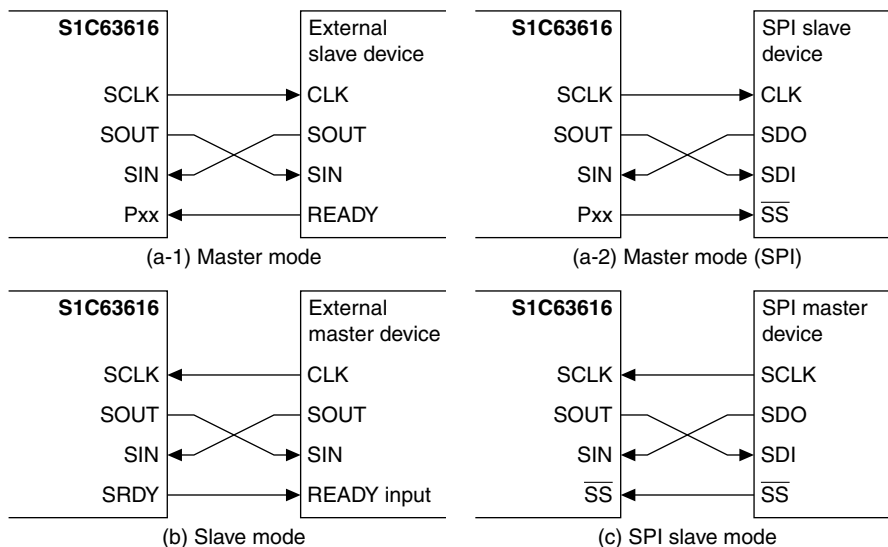 S1C63616
External
slave device
SCLK
CLK
SOUT
SOUT
SIN
SIN
Pxx
READY
(a-1) Master mode
S1C63616
SPI slave
device
SCLK
CLK
SOUT
SDO
SIN
SDI
Pxx
S̅S̅
(a-2) Master mode (SPI)
S1C63616
External
master device
SCLK
CLK
SOUT
SOUT
SIN
SIN
SRDY
READY input
(b) Slave mode
S1C63616
SPI master
device
SCLK
SCLK
SOUT
SDO
SIN
SDI
S̅S̅
S̅S̅
(c) SPI slave mode